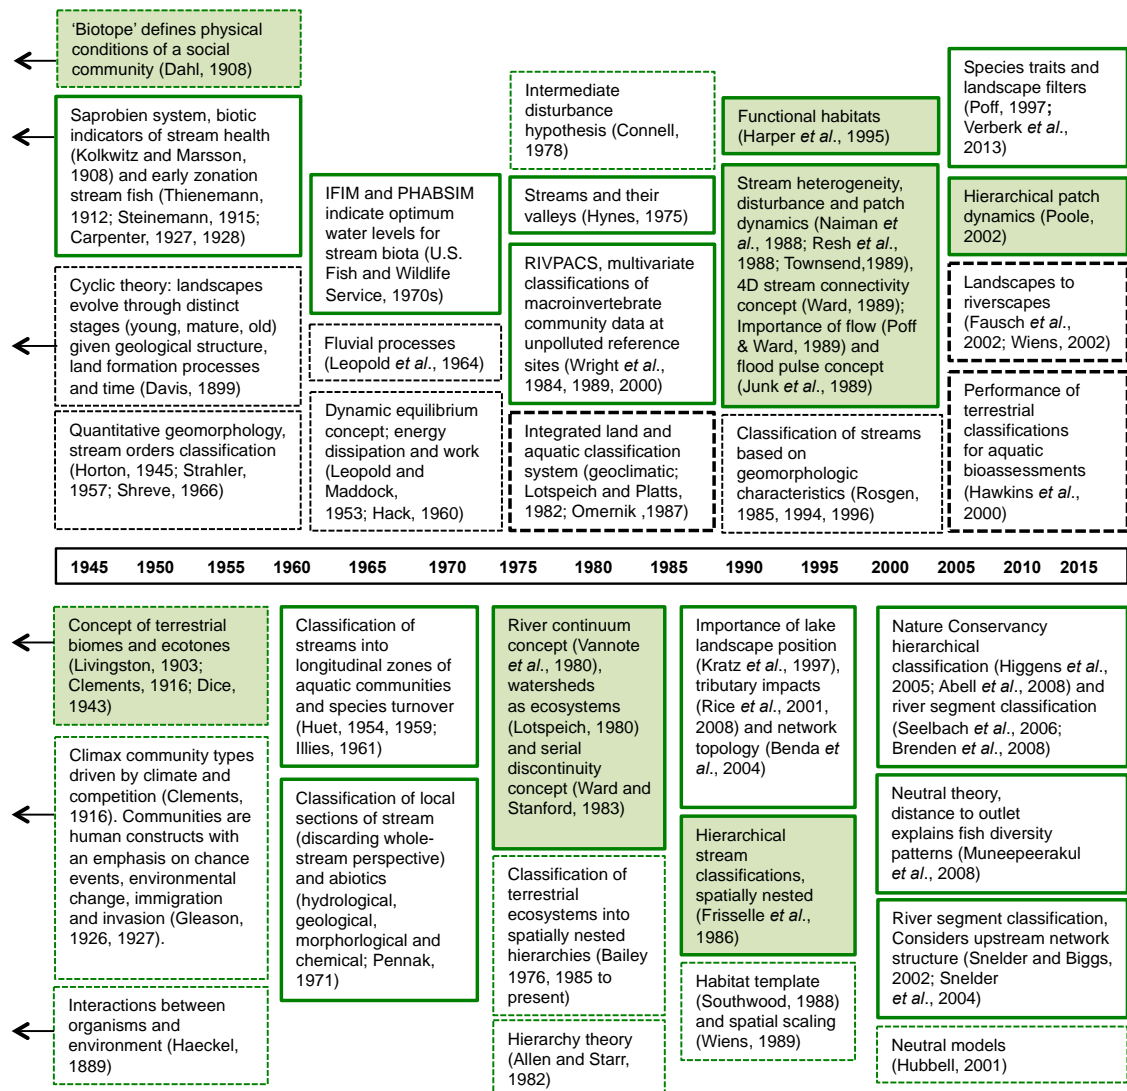 ‘Biotope’ defines physical
conditions of a social
community (Dahl, 1908)
Saprobien system, biotic
indicators of stream health
(Kolkwitz and Marsson,
1908) and early zonation
stream fish (Thienemann,
1912; Steinemann, 1915;
Carpenter, 1927, 1928)
Cyclic theory: landscapes
evolve through distinct
stages (young, mature, old)
given geological structure,
land formation processes
and time (Davis, 1899)
Quantitative geomorphology,
stream orders classification
(Horton, 1945; Strahler,
1957; Shreve, 1966)
IFIM and PHABSIM
indicate optimum
water levels for
stream biota (U.S.
Fish and Wildlife
Service, 1970s)
Fluvial processes
(Leopold et al., 1964)
Dynamic equilibrium
concept; energy
dissipation and work
(Leopold and
Maddock,
1953; Hack, 1960)
Intermediate
disturbance
hypothesis (Connell,
1978)
Streams and their
valleys (Hynes, 1975)
RIVPACS, multivariate
classifications of
macroinvertebrate
community data at
unpolluted reference
sites (Wright et al.,
1984, 1989, 2000)
Integrated land and
aquatic classification
system (geoclimatic;
Lotspeich and Platts,
1982; Omernik ,1987)
Functional habitats
(Harper et al., 1995)
Stream heterogeneity,
disturbance and patch
dynamics (Naiman et
al., 1988; Resh et al.,
1988; Townsend,1989),
4D stream connectivity
concept (Ward, 1989);
Importance of flow (Poff
& Ward, 1989) and
flood pulse concept
(Junk et al., 1989)
Classification of streams
based on
geomorphologic
characteristics (Rosgen,
1985, 1994, 1996)
Species traits and
landscape filters
(Poff, 1997;
Verberk et al.,
2013)
Hierarchical patch
dynamics (Poole,
2002)
Landscapes to
riverscapes
(Fausch et al.,
2002; Wiens, 2002)
Performance of
terrestrial
classifications
for aquatic
bioassessments
(Hawkins et al.,
2000)
1945 1950 1955 1960 1965 1970 1975 1980 1985 1990 1995 2000 2005 2010 2015
Concept of terrestrial
biomes and ecotones
(Livingston, 1903;
Clements, 1916; Dice,
1943)
Climax community types
driven by climate and
competition (Clements,
1916). Communities are
human constructs with
an emphasis on chance
events, environmental
change, immigration
and invasion (Gleason,
1926, 1927).
Interactions between
organisms and
environment (Haeckel,
1889)
Classification of
streams into
longitudinal zones of
aquatic communities
and species turnover
(Huet, 1954, 1959;
Illies, 1961)
Classification of local
sections of stream
(discarding whole-
stream perspective)
and abiotics
(hydrological,
geological,
morphorlogical and
chemical; Pennak,
1971)
River continuum
concept (Vannote
et al., 1980),
watersheds
as ecosystems
(Lotspeich, 1980)
and serial
discontinuity
concept (Ward and
Stanford, 1983)
Classification of
terrestrial
ecosystems into
spatially nested
hierarchies (Bailey
1976, 1985 to
present)
Hierarchy theory
(Allen and Starr,
1982)
Importance of lake
landscape position
(Kratz et al., 1997),
tributary impacts
(Rice et al., 2001,
2008) and network
topology (Benda et
al., 2004)
Hierarchical
stream
classifications,
spatially nested
(Frisselle et al.,
1986)
Habitat template
(Southwood, 1988)
and spatial scaling
(Wiens, 1989)
Nature Conservancy
hierarchical
classification (Higgens et al.,
2005; Abell et al., 2008) and
river segment classification
(Seelbach et al., 2006;
Brenden et al., 2008)
Neutral theory,
distance to outlet
explains fish diversity
patterns (Muneepeerakul
et al., 2008)
River segment classification,
Considers upstream network
structure (Snelder and Biggs,
2002; Snelder
et al., 2004)
Neutral models
(Hubbell, 2001)